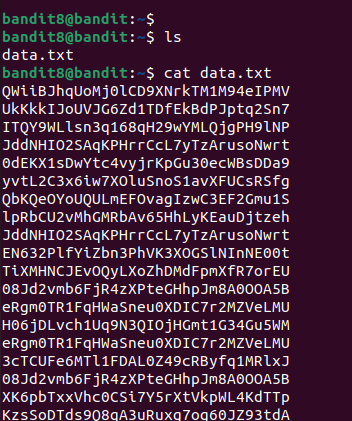 bandit8@bandit:~$
bandit8@bandit:~$ ls
data.txt
bandit8@bandit:~$ cat data.txt
QWiiBJhqUoMj0lCD9XNrkTM1M94eIPMV
UkKkkIJoUVJG6Zd1TDfEkBdPJptq2Sn7
ITQY9WLlsn3q168qH29wYMLQjgPH9lNP
JddNHIO2SAqKPHrrCcL7yTzArusoNwrt
0dEKX1sDwYtc4vyjrKpGu30ecWBsDDa9
yvtL2C3x6iw7XOluSnoS1avXFUCsRSfg
QbKQeOYoUQULmEFOvagIzwC3EF2Gmu1S
lpRbCU2vMhGMRbAv65HhLyKEauDjtzeh
JddNHIO2SAqKPHrrCcL7yTzArusoNwrt
EN632PlfYiZbn3PhVK3XOGSlNInNE00t
TiXMHNCJEvOQyLXoZhDMdFpmXfR7orEU
08Jd2vmb6FjR4zXPteGHhpJm8A0OOA5B
eRgm0TR1FqHWaSneu0XDIC7r2MZVeLMU
H06jDLvch1Uq9N3QIOjHGmt1G34Gu5WM
eRgm0TR1FqHWaSneu0XDIC7r2MZVeLMU
3cTCUFe6MTl1FDAL0Z49cRByfq1MRlxJ
08Jd2vmb6FjR4zXPteGHhpJm8A0OOA5B
XK6pbTxxVhc0CSi7Y5rXtVkpWL4KdTTp
KzsSoDTds9Q8gA3uRuxg7oq60JZ93tdA